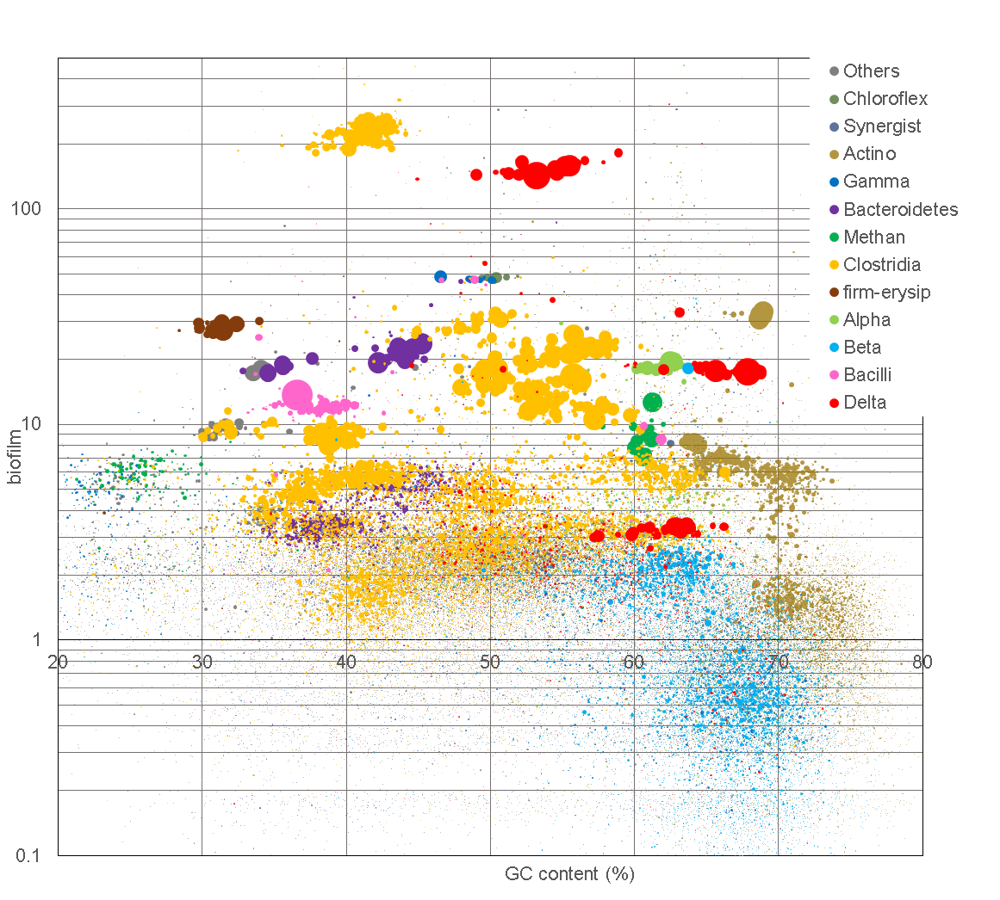 Others
Chloroflex
Synergist
Actino
Gamma
Bacteroidetes
Methan
Clostridia
firm-erysip
Alpha
Beta
Bacilli
Delta
100
10
biofilm
1
20 30 40 50 60 70 80
0.1
GC content (%)